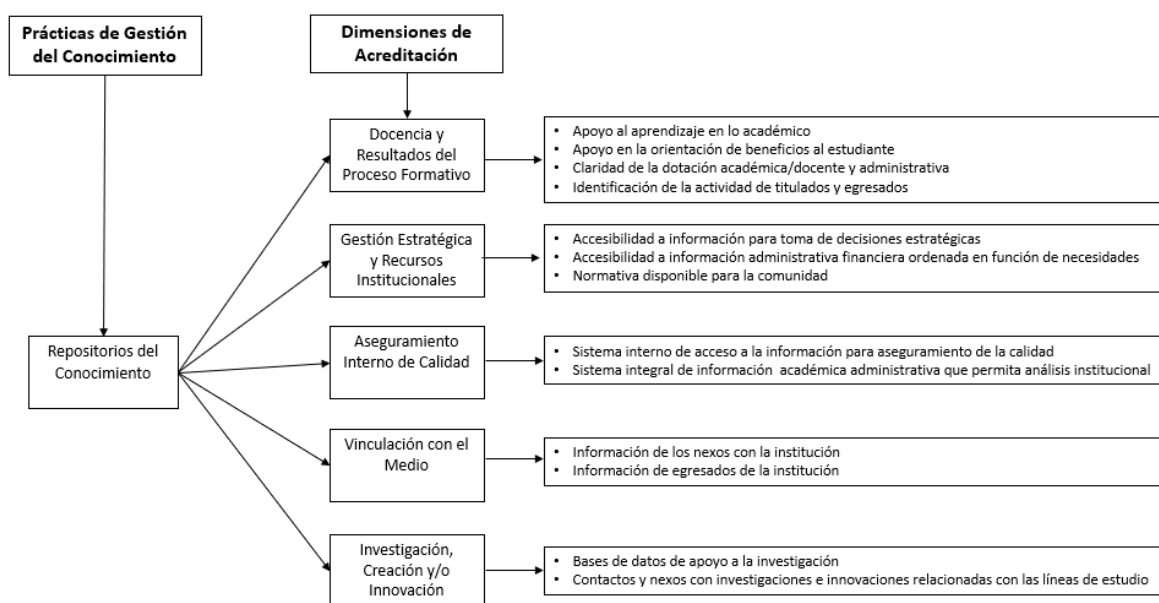 Prácticas de Gestión
del Conocimiento
Dimensiones de
Acreditación
Docencia y
Resultados del
Proceso Formativo
• Apoyo al aprendizaje en lo académico
• Apoyo en la orientación de beneficios al estudiante
• Claridad de la dotación académica/docente y administrativa
• Identificación de la actividad de titulados y egresados
Gestión Estratégica
y Recursos
Institucionales
• Accesibilidad a información para toma de decisiones estratégicas
• Accesibilidad a información administrativa financiera ordenada en función de necesidades
• Normativa disponible para la comunidad
Repositorios del
Conocimiento
Aseguramiento
Interno de Calidad
• Sistema interno de acceso a la información para aseguramiento de la calidad
• Sistema integral de información académica administrativa que permita análisis institucional
Vinculación con el
Medio
• Información de los nexos con la institución
• Información de egresados de la institución
Investigación,
Creación y/o
Innovación
• Bases de datos de apoyo a la investigación
• Contactos y nexos con investigaciones e innovaciones relacionadas con las líneas de estudio